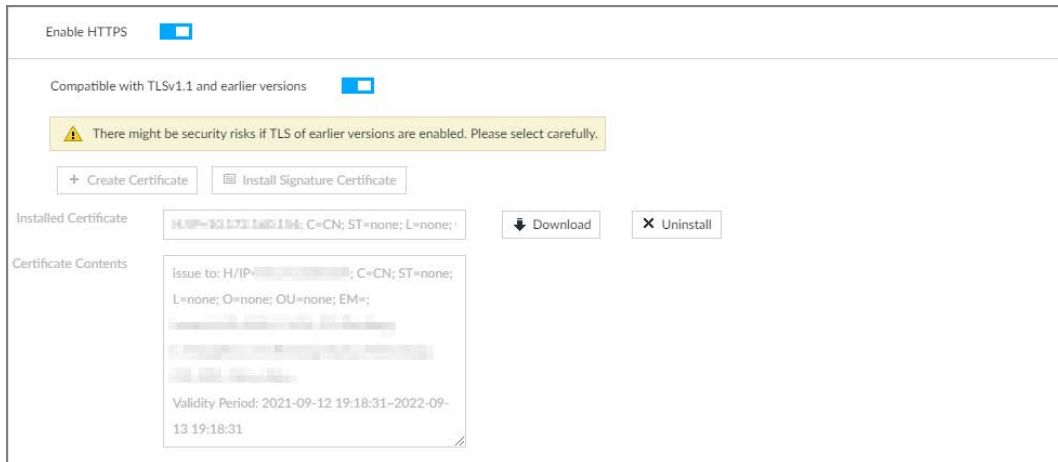 Enable HTTPS
Compatible with TLSv1.1 and earlier versions
There might be security risks if TLS of earlier versions are enabled. Please select carefully.
+ Create Certificate Install Signature Certificate
Installed Certificate C=CN; ST=none; L=none; Download Uninstall
Certificate Contents
issue to: H/IP= ; C=CN; ST=none;
L=none; O=none; OU=none; EM=;
Validity Period: 2021-09-12 19:18:31~2022-09-
13 19:18:31